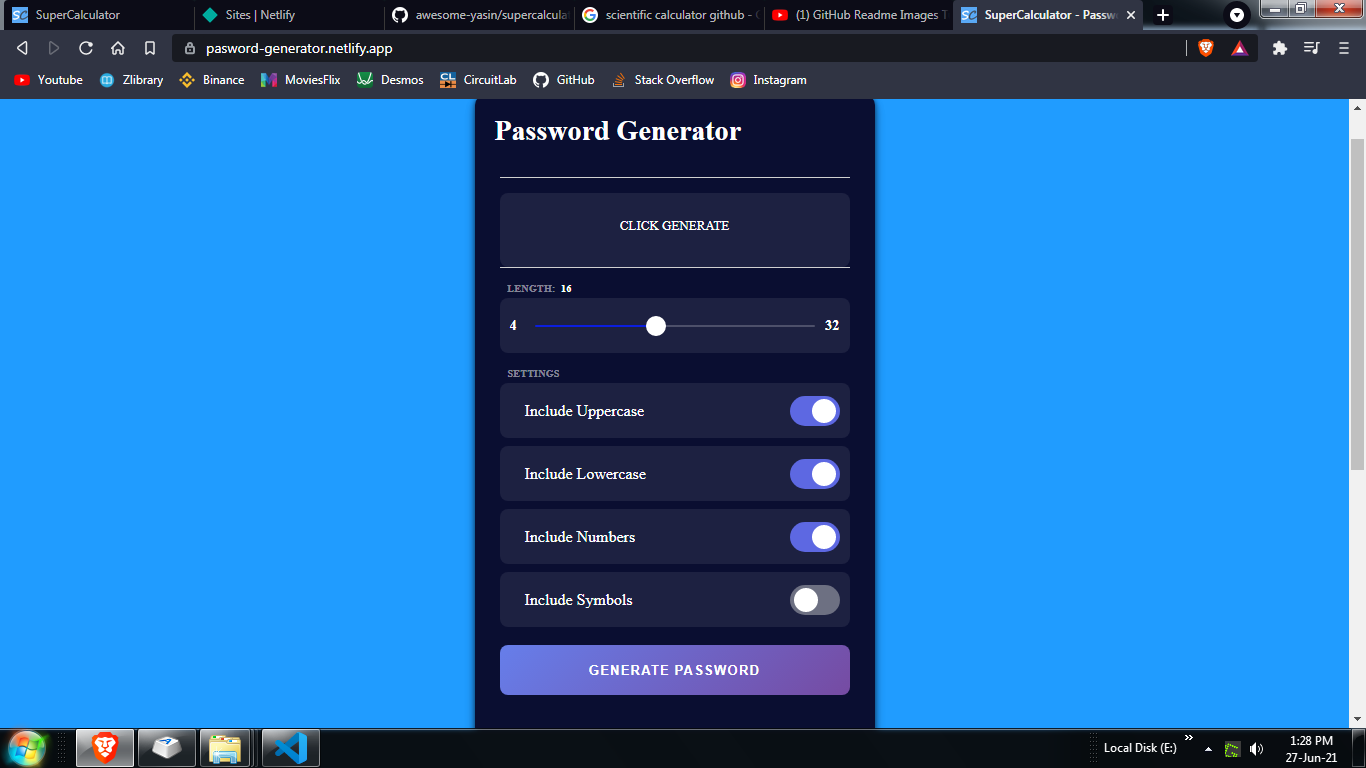 SuperCalculator
Sites | Netlify
awesome-yasin/supercalcula
scientific calculator github -
(1) GitHub Readme Images T
SuperCalculator - Passw
pasword-generator.netlify.app
Youtube
Zlibrary
Binance
MoviesFlix
Desmos
CircuitLab
GitHub
Stack Overflow
Instagram
Password Generator
CLICK GENERATE
LENGTH: 16
4
32
SETTINGS
Include Uppercase
Include Lowercase
Include Numbers
Include Symbols
GENERATE PASSWORD
Local Disk (E:)
1:28 PM
27-Jun-21